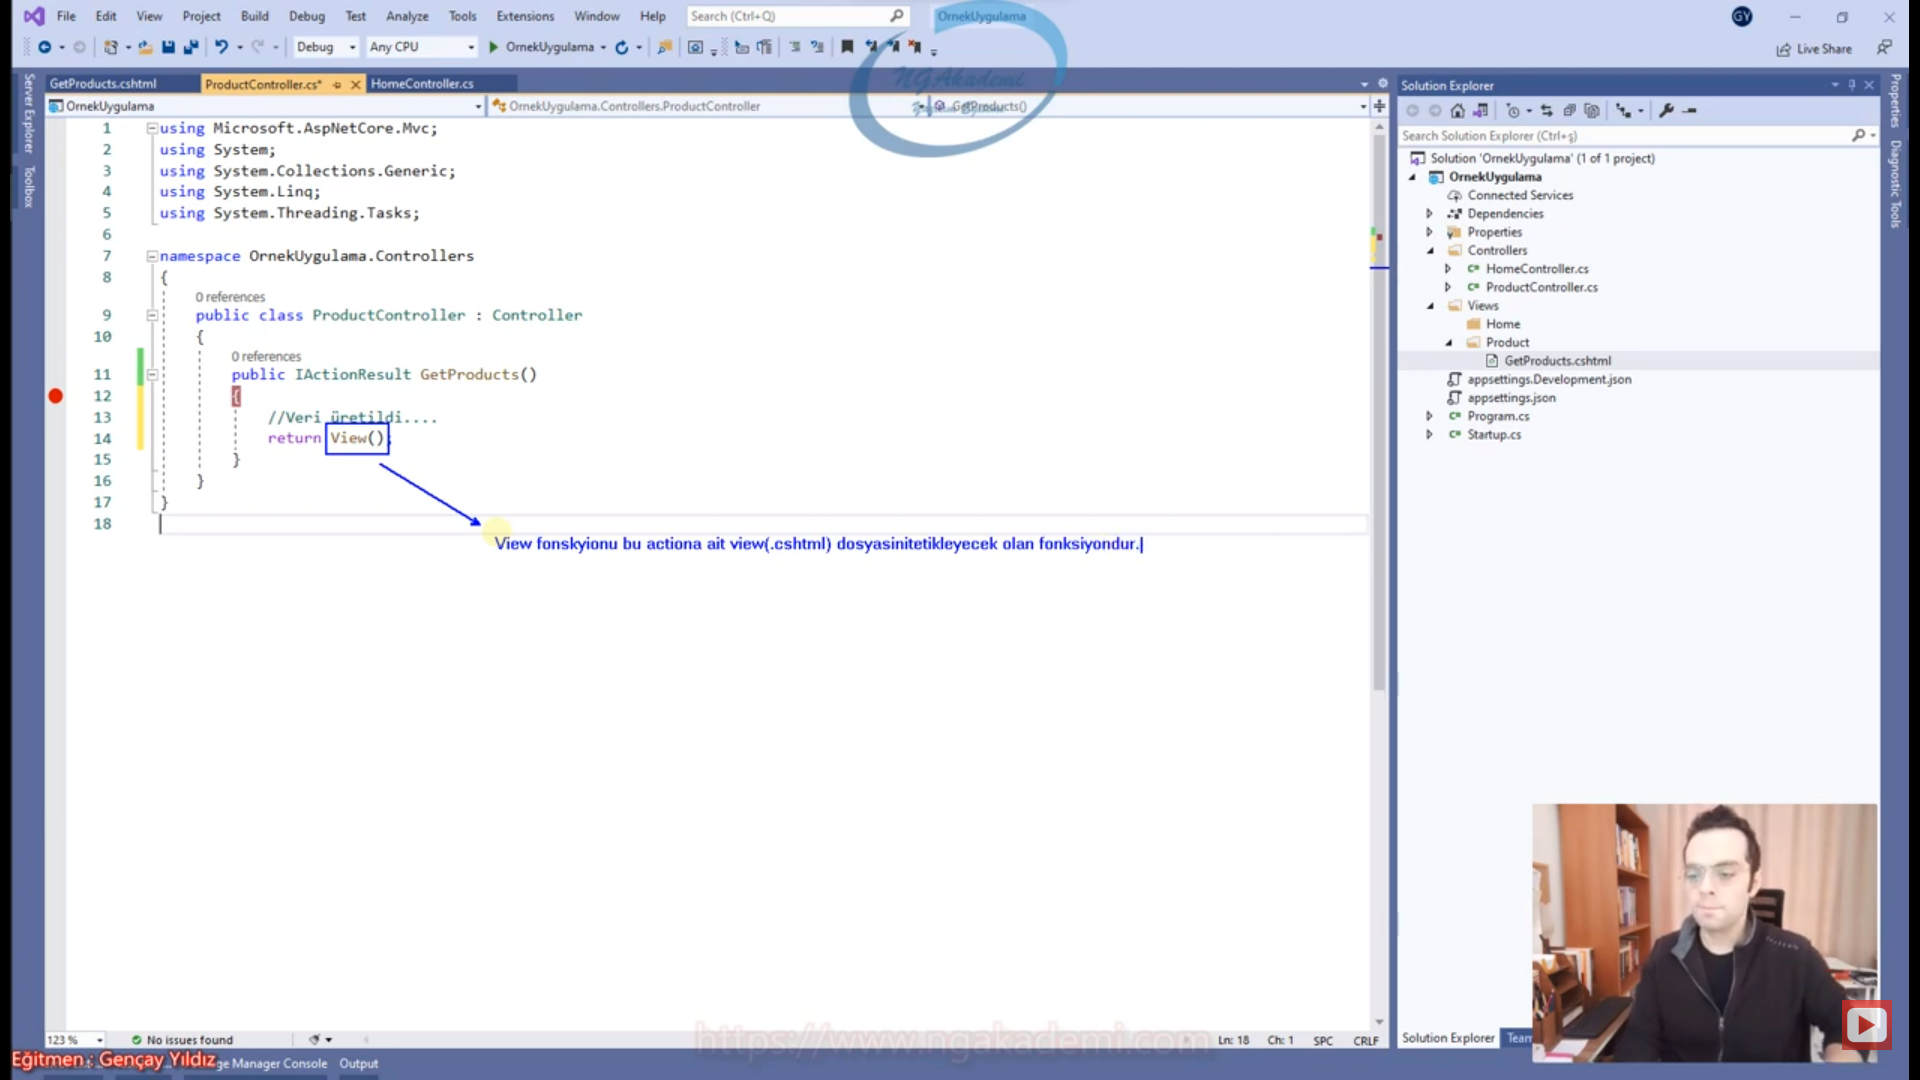 File Edit View Project Build Debug Test Analyze Tools Extensions Window Help Search (Ctrl+Q) OrnekUygulama GY
Debug Any CPU OrnekUygulama Live Share
NGAkademi
Server Explorer
Toolbox
GetProducts.cshtml ProductController.cs* HomeController.cs
OrnekUygulama OrnekUygulama.Controllers.ProductController GetProducts()
1 using Microsoft.AspNetCore.Mvc;
2 using System;
3 using System.Collections.Generic;
4 using System.Linq;
5 using System.Threading.Tasks;
6
7 namespace OrnekUygulama.Controllers
8 {
0 references
9 public class ProductController : Controller
10 {
0 references
11 public IActionResult GetProducts()
12 {
13 //Veri üretildi....
14 return View();
15 }
16 }
17 }
18
View fonskyionu bu actiona ait view(.cshtml) dosyasinitetikleyecek olan fonksiyondur.
Solution Explorer
Search Solution Explorer (Ctrl+ş)
Solution 'OrnekUygulama' (1 of 1 project)
OrnekUygulama
Connected Services
Dependencies
Properties
Controllers
HomeController.cs
ProductController.cs
Views
Home
Product
GetProducts.cshtml
appsettings.Development.json
appsettings.json
Program.cs
Startup.cs
Properties
Diagnostic Tools
123 % No issues found Ln: 18 Ch: 1 SPC CRLF
https://www.ngakademi.com
Solution Explorer Team
Eğitmen : Gençay Yıldız ge Manager Console Output